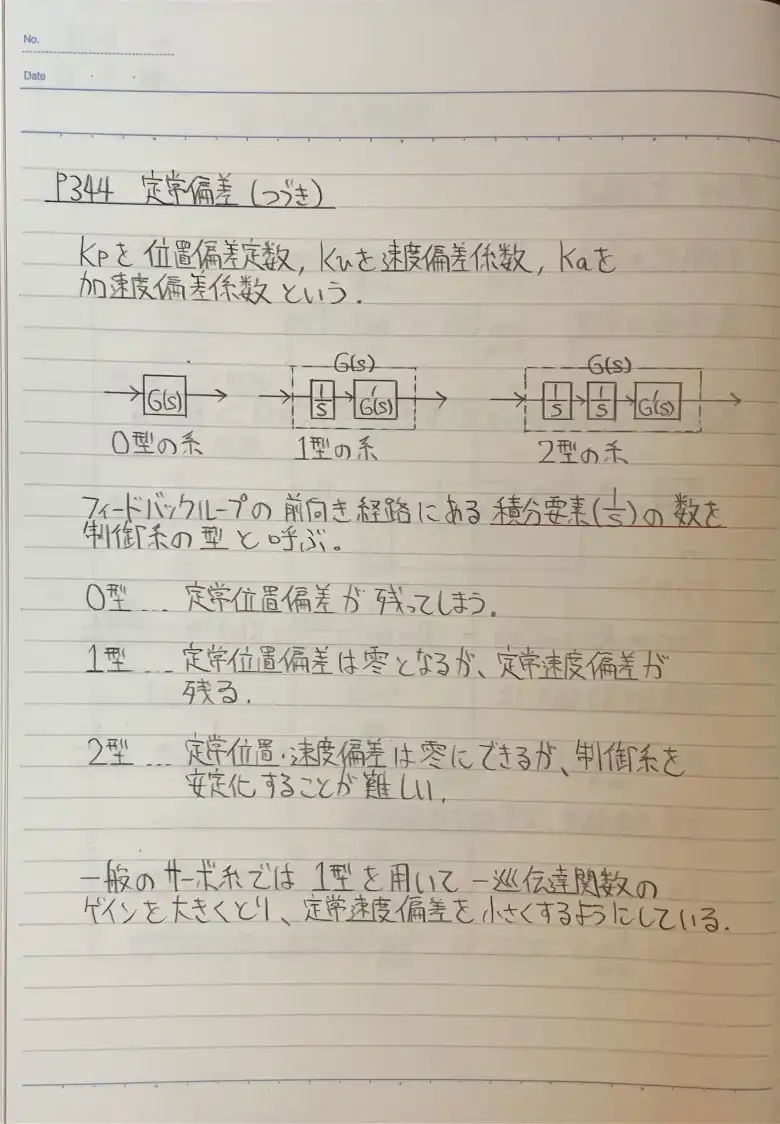 No.
Date
P344 定常偏差(つづき)
Kpを位置偏差定数, Kvを速度偏差係数, Kaを
加速度偏差係数という.
G(s)
G(s)
G(s)
1/S
G'(s)
1/S
1/S
G'(s)
0型の系
1型の系
2型の系
フィードバックループの前向き経路にある積分要素(1/S)の数を
制御系の型と呼ぶ。
0型 … 定常位置偏差が残ってしまう.
1型 … 定常位置偏差は零となるが、定常速度偏差が
残る.
2型 … 定常位置・速度偏差は零にできるが、制御系を
安定化することが難しい.
一般のサーボ系では1型を用いて一巡伝達関数の
ゲインを大きくとり、定常速度偏差を小さくするようにしている.